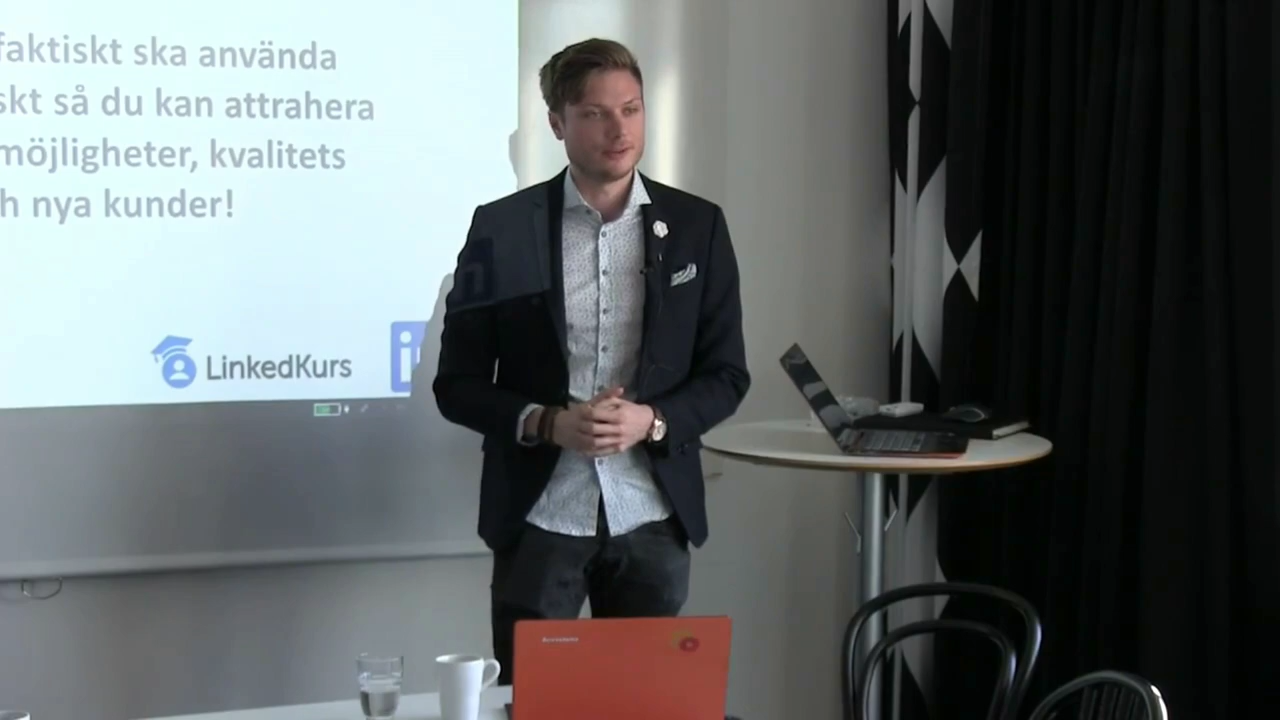 faktiskt ska använda
skt så du kan attrahera
möjligheter, kvalitets
h nya kunder!
LinkedKurs